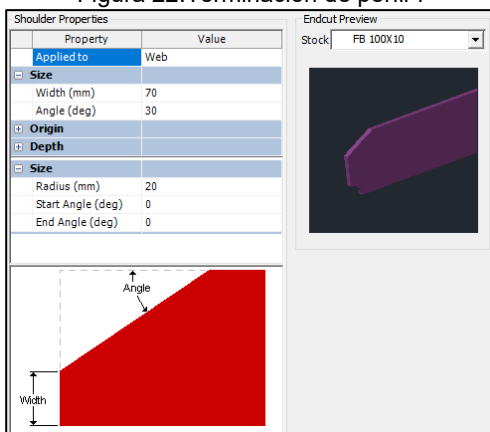 Figura 22.Terminación de perfil 7
Shoulder Properties
Property Value
Applied to Web
Size
Width (mm) 70
Angle (deg) 30
Origin
Depth
Size
Radius (mm) 20
Start Angle (deg) 0
End Angle (deg) 0
Angle
Width
Endcut Preview
Stock FB 100X10